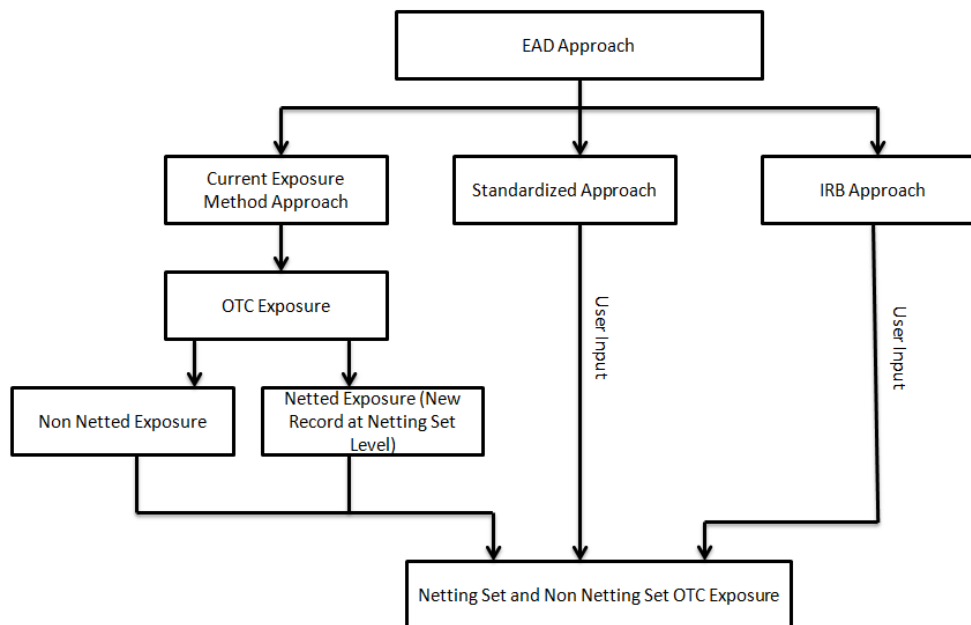 EAD Approach
Current Exposure
Method Approach
Standardized Approach
IRB Approach
OTC Exposure
User Input
User Input
Non Netted Exposure
Netted Exposure (New
Record at Netting Set
Level)
Netting Set and Non Netting Set OTC Exposure